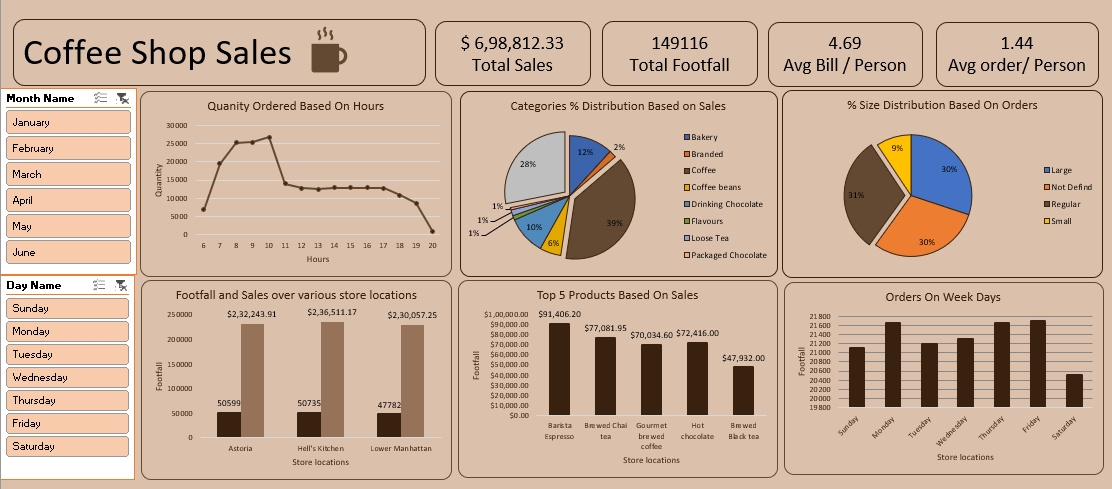 Coffee Shop Sales
$ 6,98,812.33
Total Sales
149116
Total Footfall
4.69
Avg Bill / Person
1.44
Avg order/ Person
Month Name
January
February
March
April
May
June
Day Name
Sunday
Monday
Tuesday
Wednesday
Thursday
Friday
Saturday
Quanity Ordered Based On Hours
Quantity
30000
25000
20000
15000
10000
5000
0
6 7 8 9 10 11 12 13 14 15 16 17 18 19 20
Hours
Categories % Distribution Based on Sales
12%
2%
39%
6%
10%
1%
1%
1%
28%
Bakery
Branded
Coffee
Coffee beans
Drinking Chocolate
Flavours
Loose Tea
Packaged Chocolate
% Size Distribution Based On Orders
30%
30%
31%
9%
Large
Not Defind
Regular
Small
Footfall and Sales over various store locations
Footfall
250000
200000
150000
100000
50000
0
$2,32,243.91
$2,36,511.17
$2,30,057.25
50599
50735
47782
Astoria
Hell's Kitchen
Lower Manhattan
Store locations
Top 5 Products Based On Sales
Footfall
$1,00,000.00
$90,000.00
$80,000.00
$70,000.00
$60,000.00
$50,000.00
$40,000.00
$30,000.00
$20,000.00
$10,000.00
$0.00
$91,406.20
$77,081.95
$70,034.60
$72,416.00
$47,932.00
Barista
Espresso
Brewed Chai
tea
Gourmet
brewed
coffee
Hot
chocolate
Brewed
Black tea
Store locations
Orders On Week Days
Footfall
21800
21600
21400
21200
21000
20800
20600
20400
20200
20000
19800
Sunday
Monday
Tuesday
Wednesday
Thursday
Friday
Saturday
Store locations